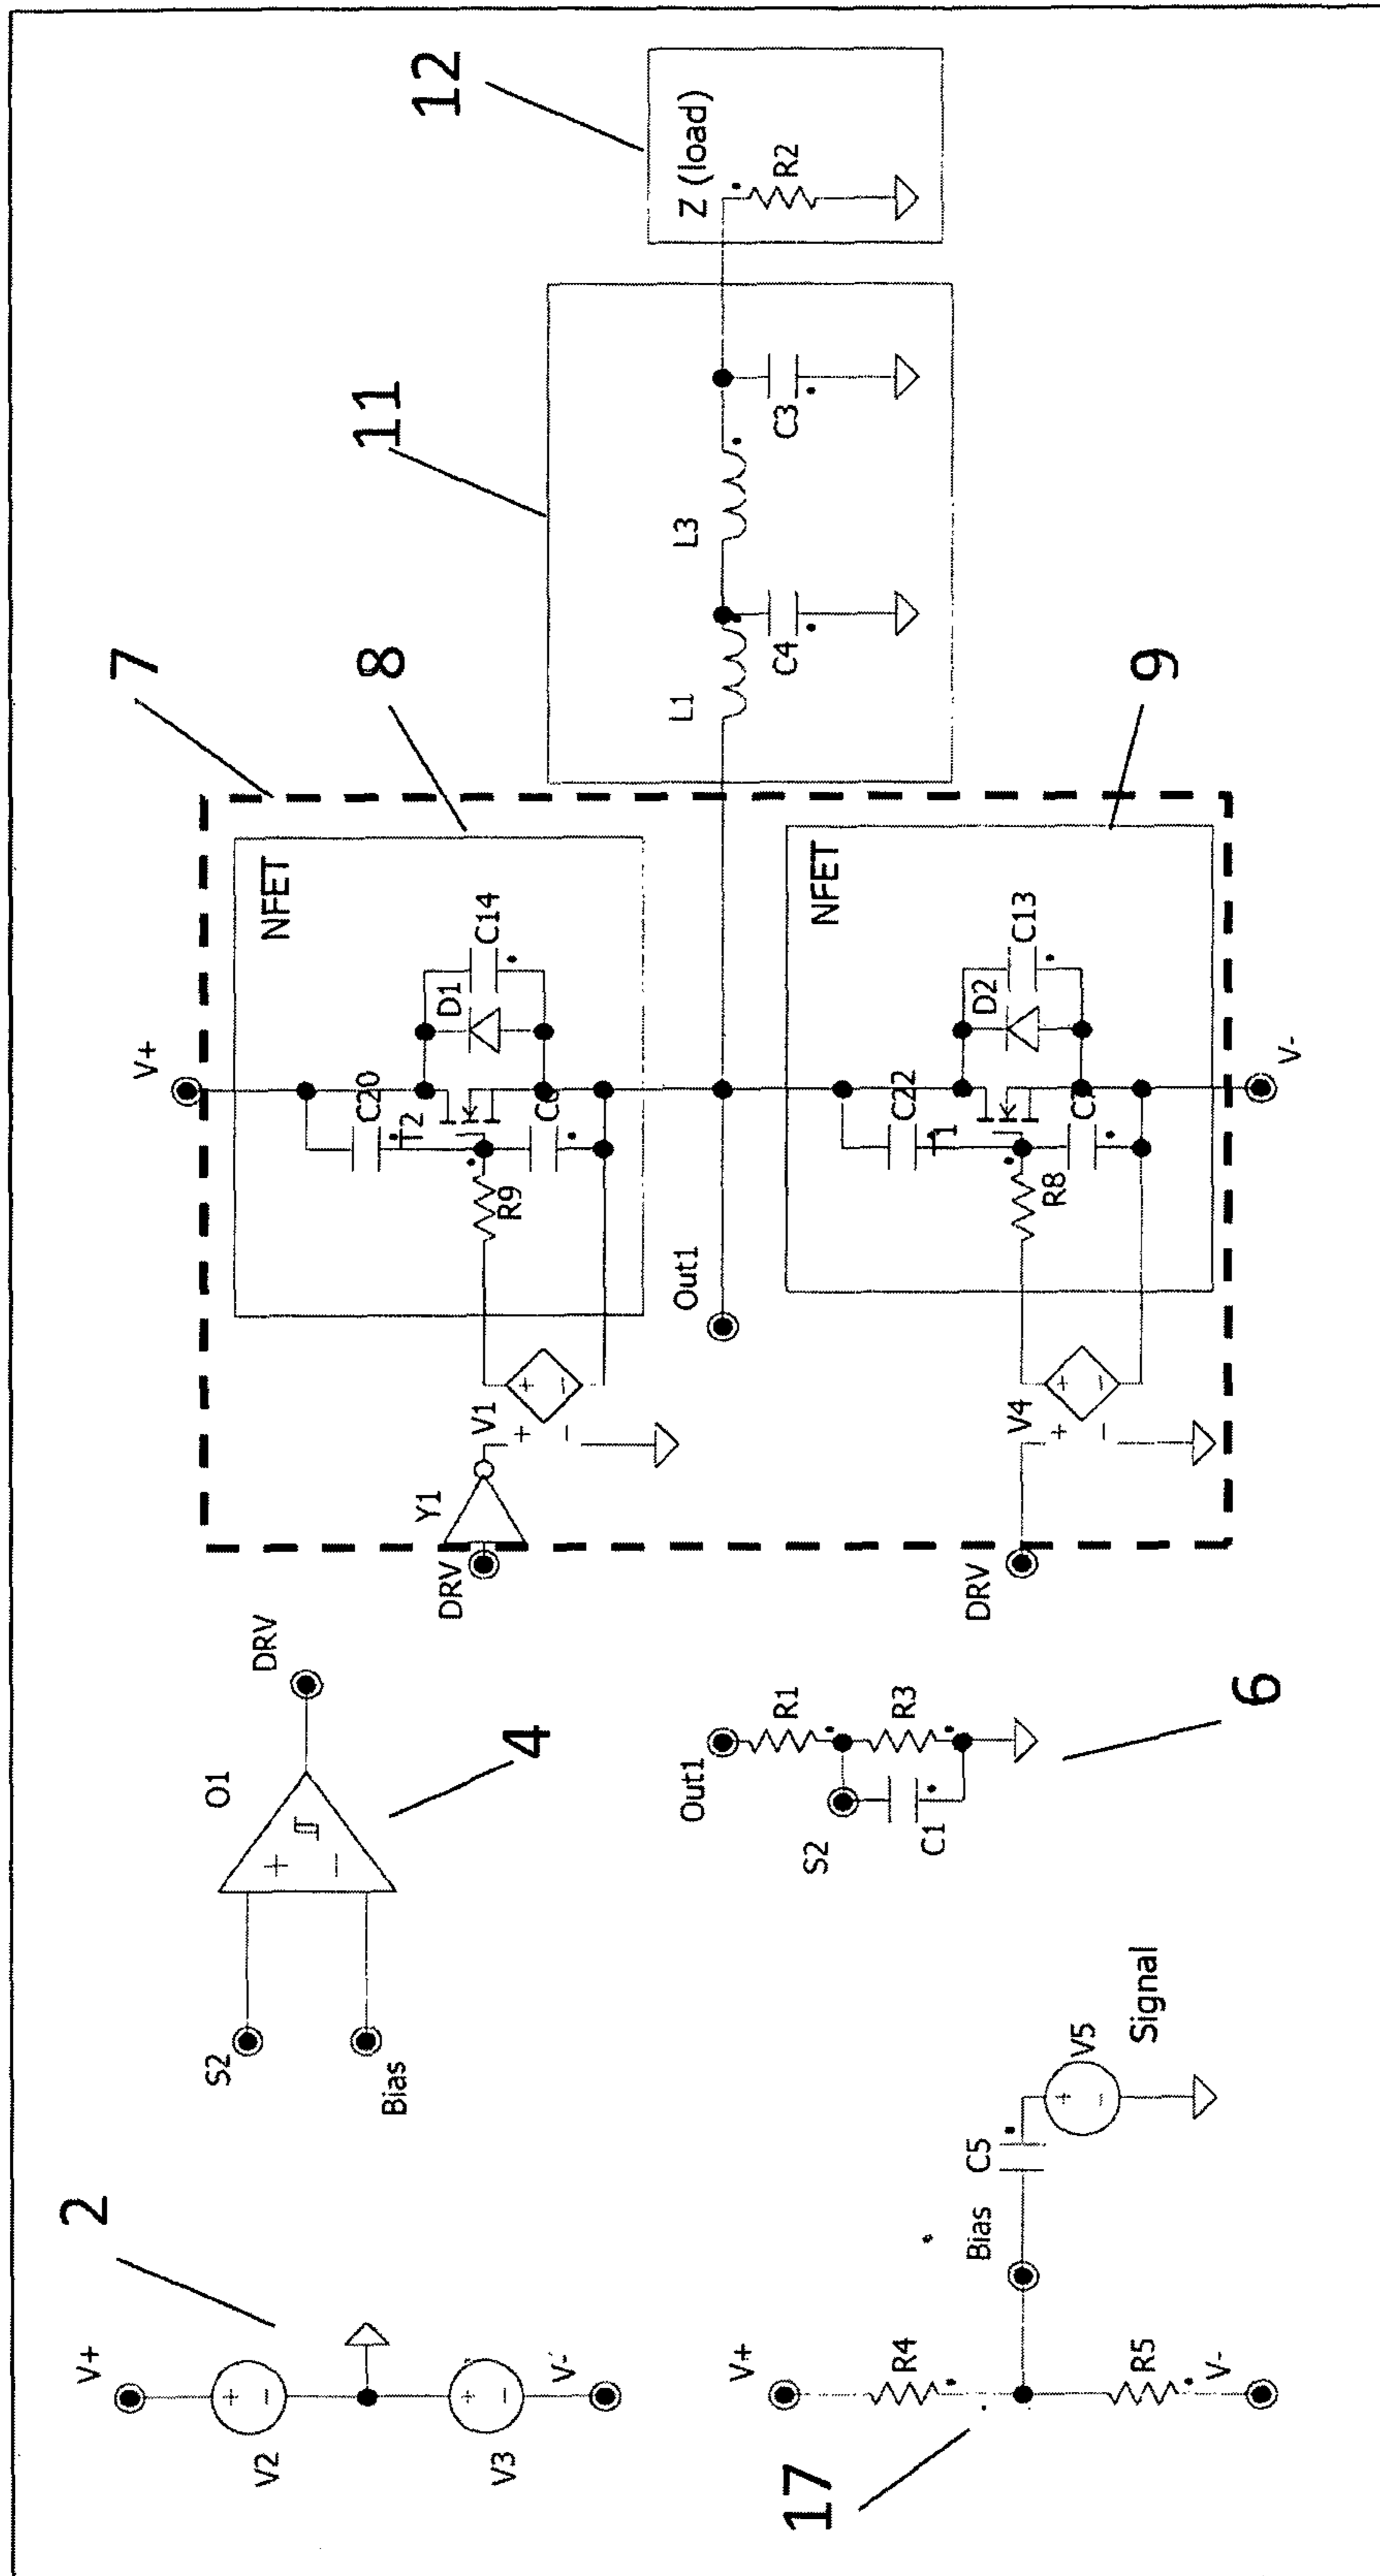 2
V+
V2
V3
V-
S2
Bias
O1
+
-
4
DRV
17
V+
R4
R5
V-
Bias
C5
V5
Signal
Out1
R1
R3
S2
C1
6
7
V+
8
NFET
C20
T2
D1
C14
R9
DRV
Y1
V1
Out1
9
NFET
C22
T1
D2
C13
R8
DRV
V4
V-
11
L1
L3
C4
C3
12
Z (load)
R2